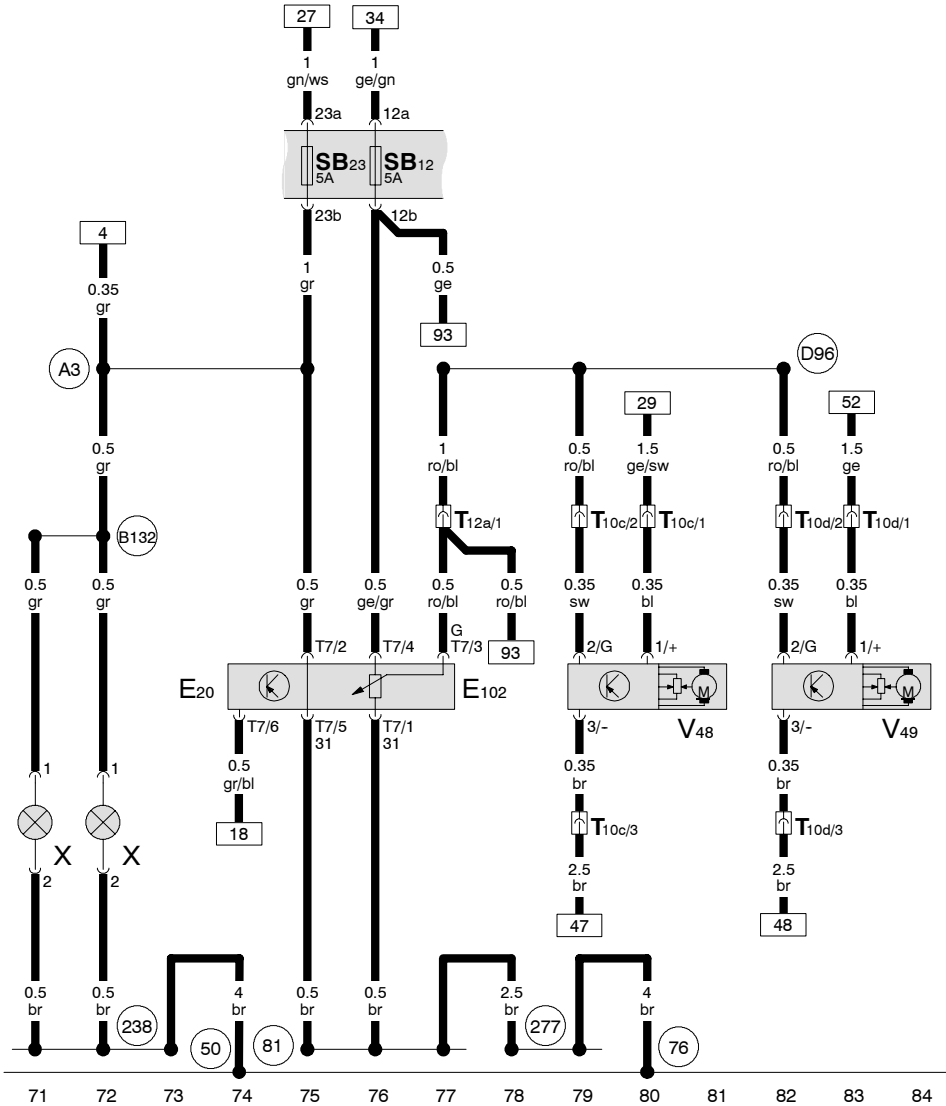 27 34
1 1
gn/ws ge/gn
23a 12a
SB23 SB12
5A 5A
23b 12b
4
0.35
gr
1
gr
0.5
ge
93
A3
D96
29 52
0.5
gr
1
ro/bl
0.5
ro/bl
1.5
ge/sw
0.5
ro/bl
1.5
ge
T12a/1 T10c/2 T10c/1 T10d/2 T10d/1
B132
0.5 0.5 0.5 0.5 0.5 0.5 0.35 0.35 0.35 0.35
gr gr gr ge/gr ro/bl ro/bl sw bl sw bl
G
T7/2 T7/4 T7/3 93 2/G 1/+ 2/G 1/+
E20 E102 M M
V48 V49
T7/6 T7/5 T7/1 3/- 3/-
31 31
0.5
gr/bl
0.35
br
0.35
br
1 1
18
T10c/3 T10d/3
X X
2 2
2.5 2.5
br br
47 48
0.5 0.5 4 0.5 0.5 2.5 4
br br br br br br br
238 50 81 277 76
71 72 73 74 75 76 77 78 79 80 81 82 83 84